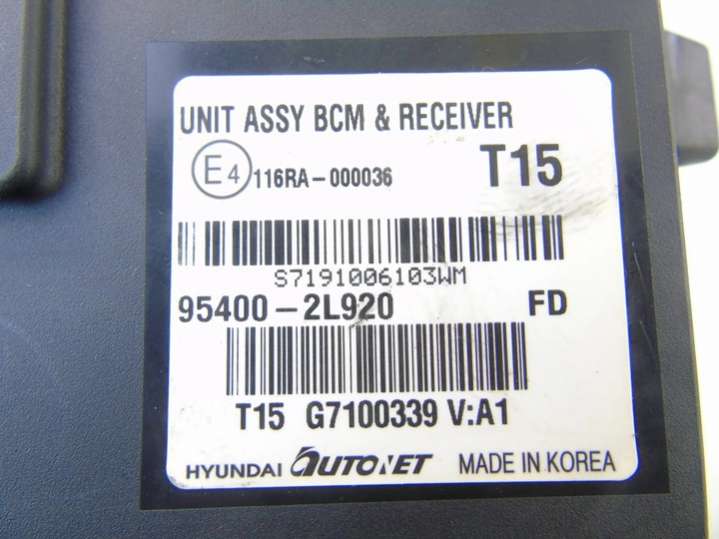 UNIT ASSY BCM & RECEIVER
E4 116RA-000036 T15
S7191006103WM
95400-2L920 FD
T15 G7100339 V:A1
HYUNDAI AUTONET MADE IN KOREA